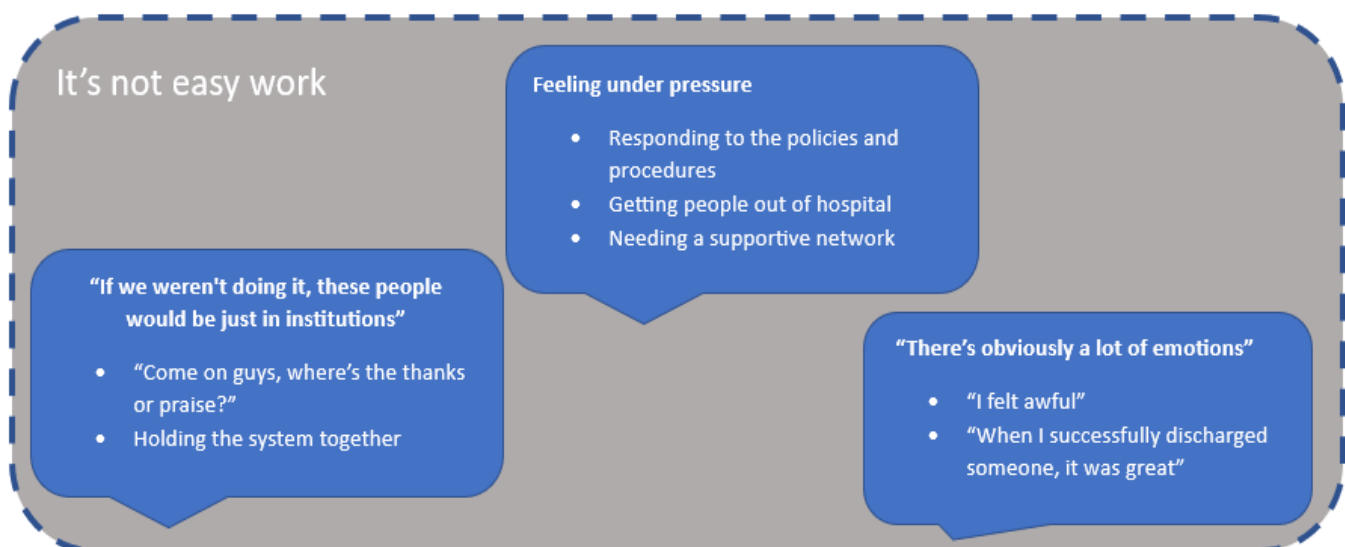 It’s not easy work
Feeling under pressure
• Responding to the policies and
procedures
• Getting people out of hospital
• Needing a supportive network
“If we weren't doing it, these people
would be just in institutions”
• “Come on guys, where’s the thanks
or praise?”
• Holding the system together
“There’s obviously a lot of emotions”
• “I felt awful”
• “When I successfully discharged
someone, it was great”